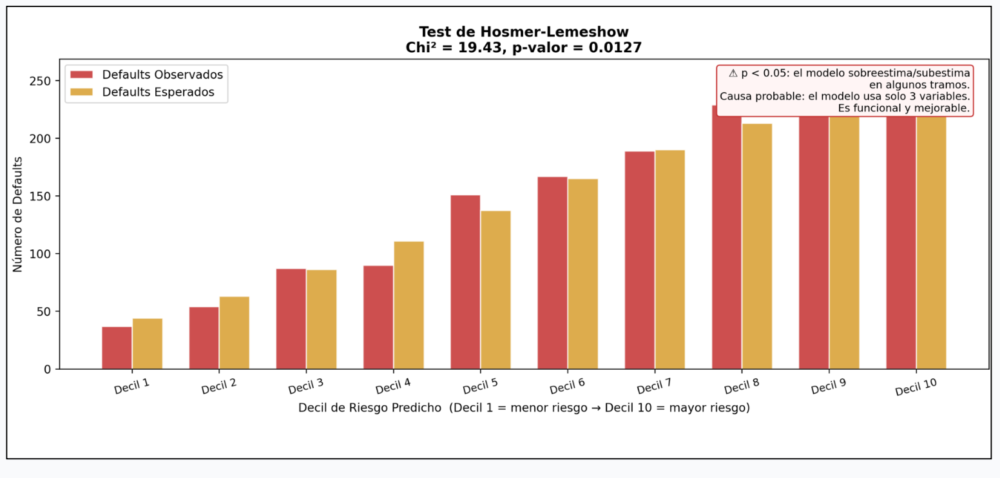 Test de Hosmer-Lemeshow
Chi² = 19.43, p-valor = 0.0127
Defaults Observados
Defaults Esperados
⚠ p < 0.05: el modelo sobreestima/subestima
en algunos tramos.
Causa probable: el modelo usa solo 3 variables.
Es funcional y mejorable.
Número de Defaults
250
200
150
100
50
0
Decil 1
Decil 2
Decil 3
Decil 4
Decil 5
Decil 6
Decil 7
Decil 8
Decil 9
Decil 10
Decil de Riesgo Predicho (Decil 1 = menor riesgo → Decil 10 = mayor riesgo)